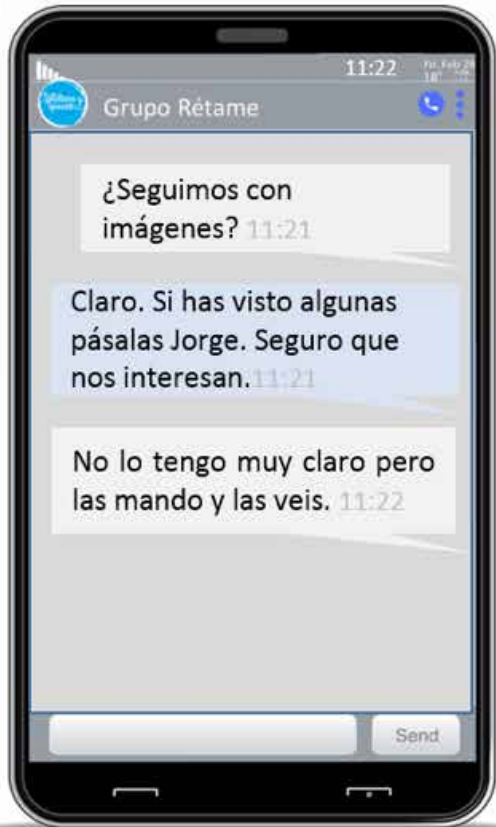 11:22
Grupo Rétame
¿Seguimos con
imágenes? 11:21
Claro. Si has visto algunas
pásalas Jorge. Seguro que
nos interesan. 11:21
No lo tengo muy claro pero
las mando y las veis. 11:22
Send